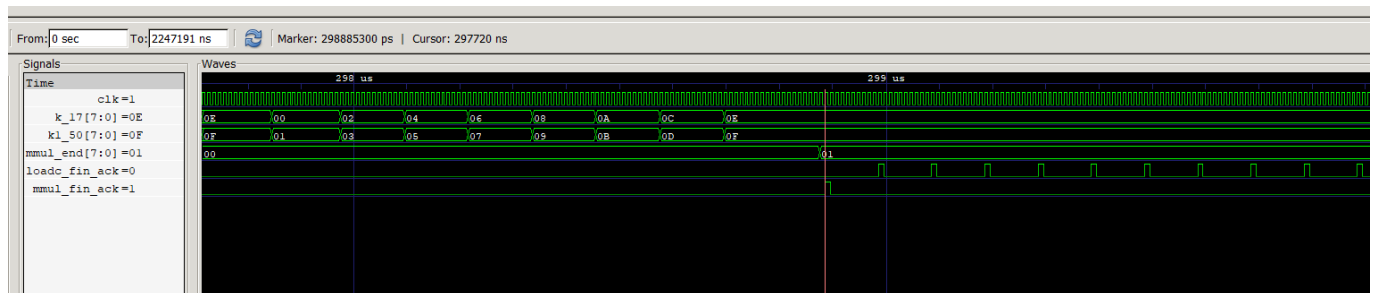 From: 0 sec To: 2247191 ns Marker: 298885300 ps | Cursor: 297720 ns
Signals Waves
Time 298 us 299 us
clk=1
k_17[7:0]=0E 0E 00 02 04 06 08 0A 0C 0E
k1_50[7:0]=0F 0F 01 03 05 07 09 0B 0D 0F
mmul_end[7:0]=01 00 01
loadc_fin_ack=0
mmul_fin_ack=1